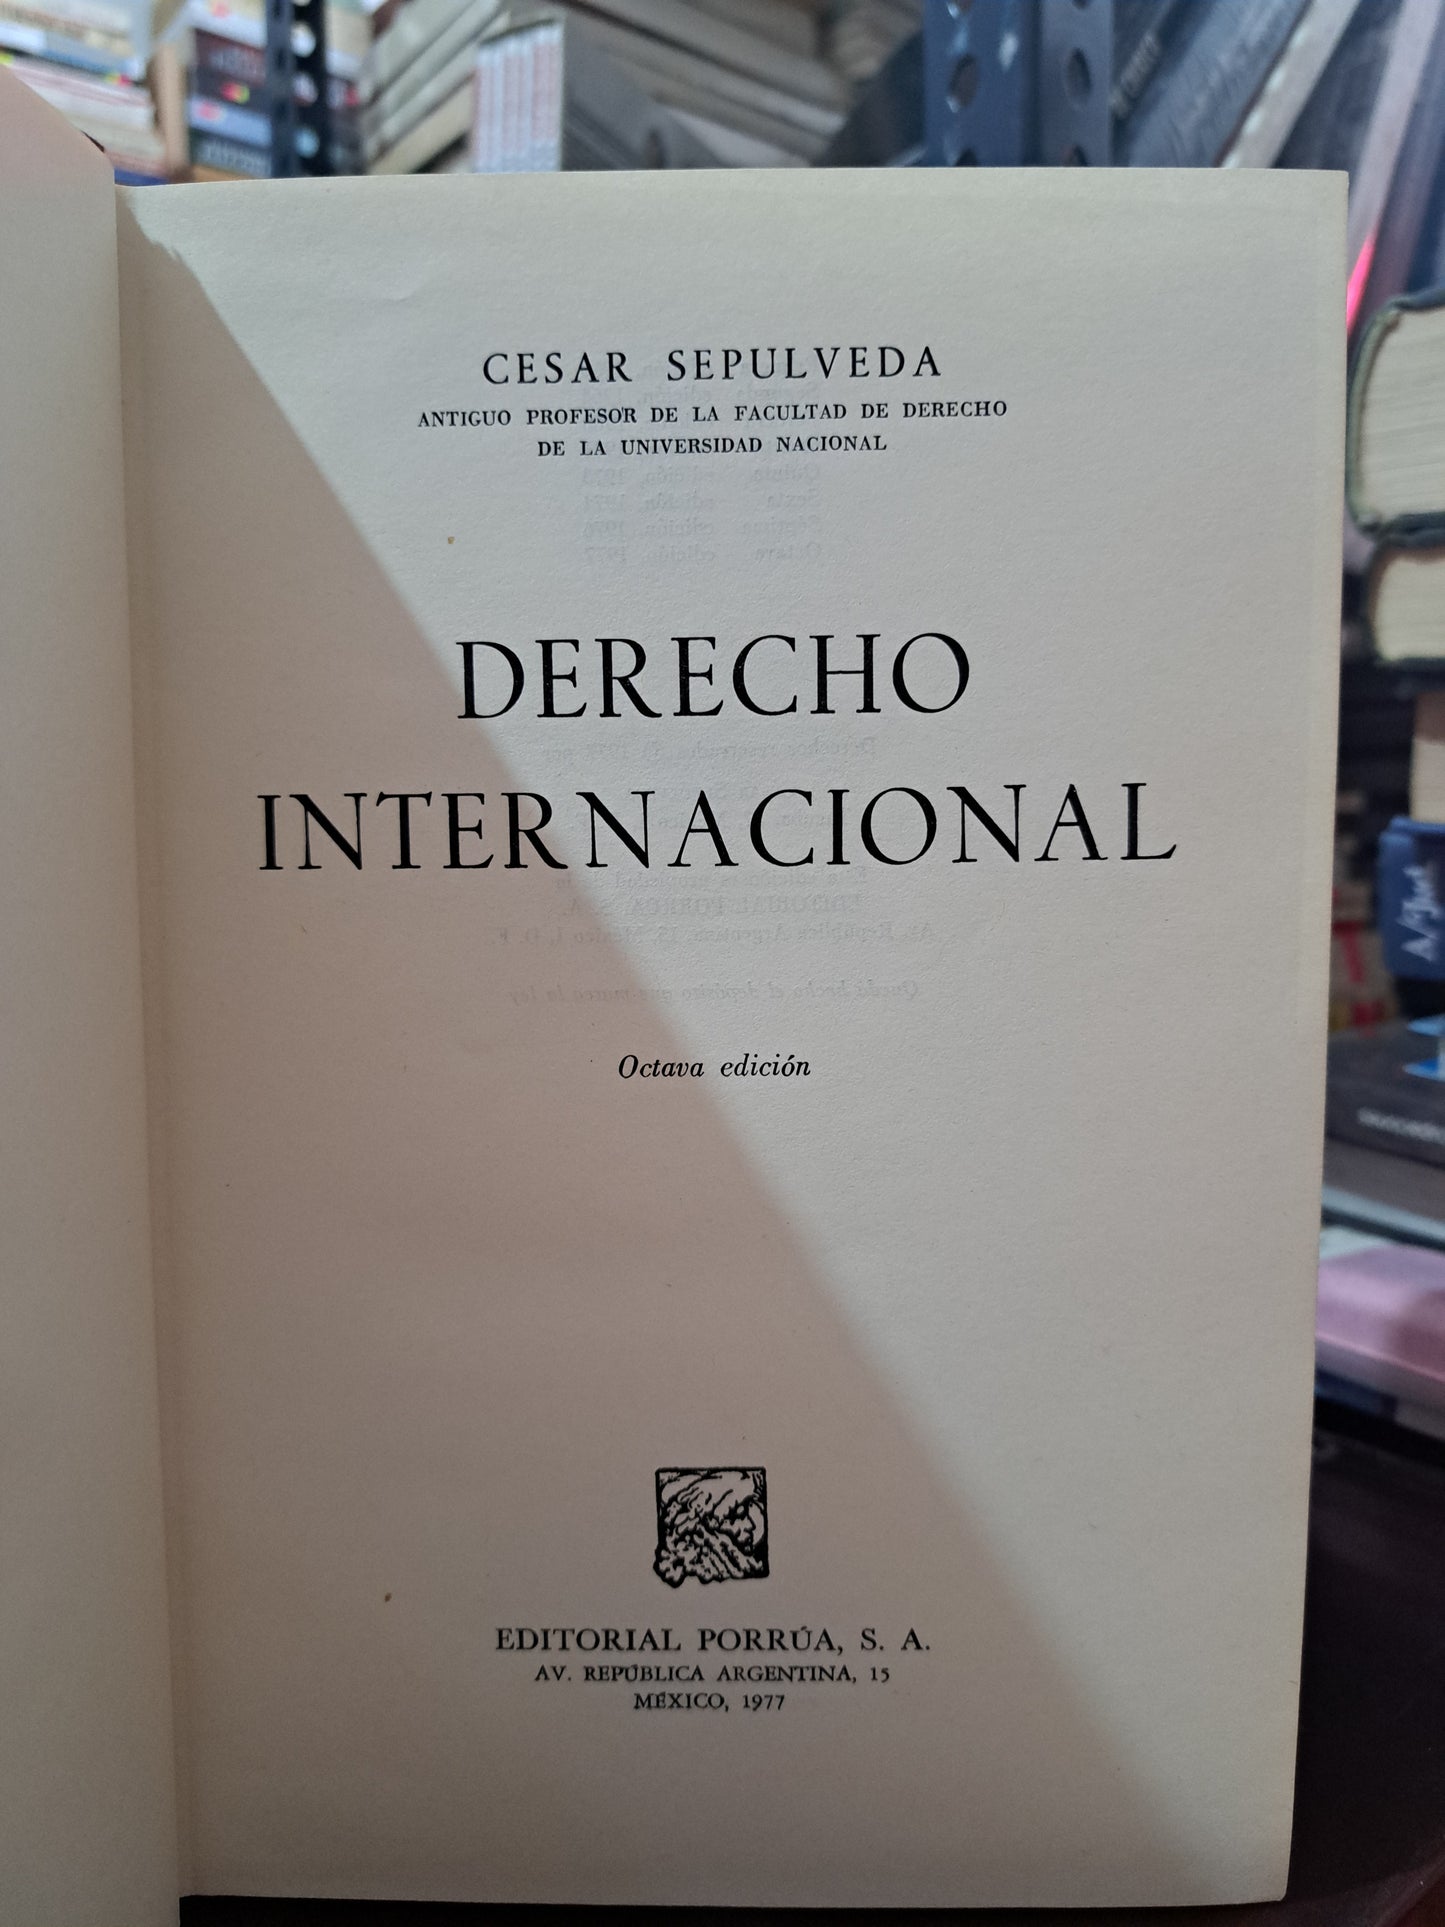 CESAR SEPULVEDA
ANTIGUO PROFESOR DE LA FACULTAD DE DERECHO
DE LA UNIVERSIDAD NACIONAL
DERECHO
INTERNACIONAL
Octava edición
EDITORIAL PORRÚA, S. A.
AV. REPÚBLICA ARGENTINA, 15
MÉXICO, 1977